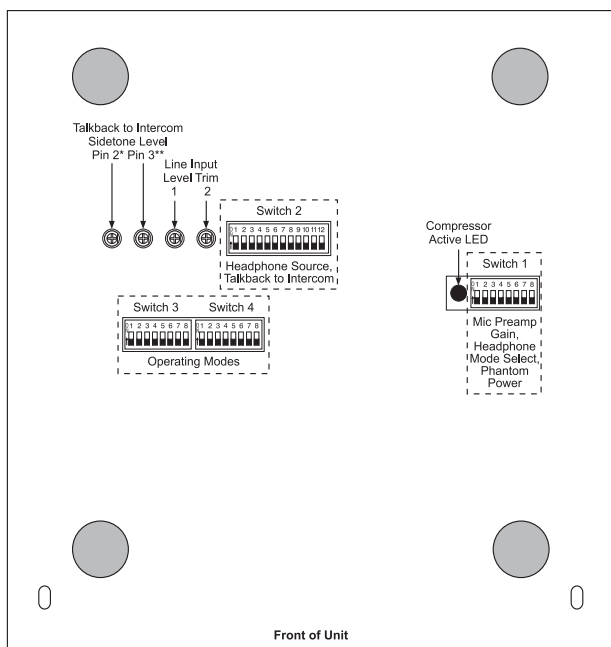 Talkback to Intercom
Sidetone Level
Pin 2* Pin 3**
Line Input
Level Trim
1 2
Switch 2
1 2 3 4 5 6 7 8 9 10 11 12
Headphone Source,
Talkback to Intercom
Compressor
Active LED
Switch 1
1 2 3 4 5 6 7 8
Mic Preamp
Gain,
Headphone
Mode Select,
Phantom
Power
Switch 3 Switch 4
1 2 3 4 5 6 7 8 1 2 3 4 5 6 7 8
Operating Modes
Front of Unit